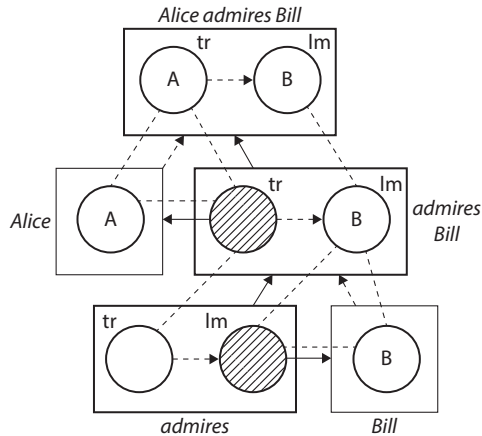 Alice admires Bill
tr lm
A B
tr lm
Alice A B admires
Bill
tr lm
B
admires Bill